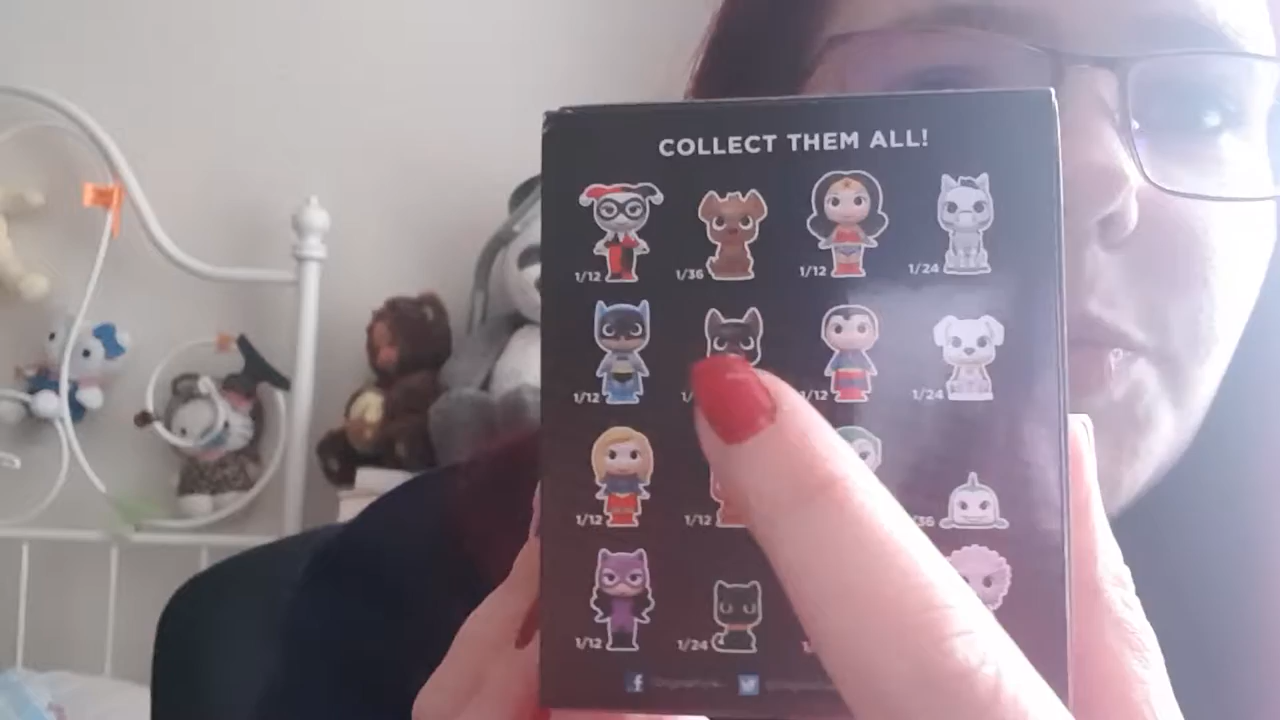 COLLECT THEM ALL!
1/12 1/36 1/12 1/24
1/12 1/12 1/24
1/12 1/12
1/12 1/24